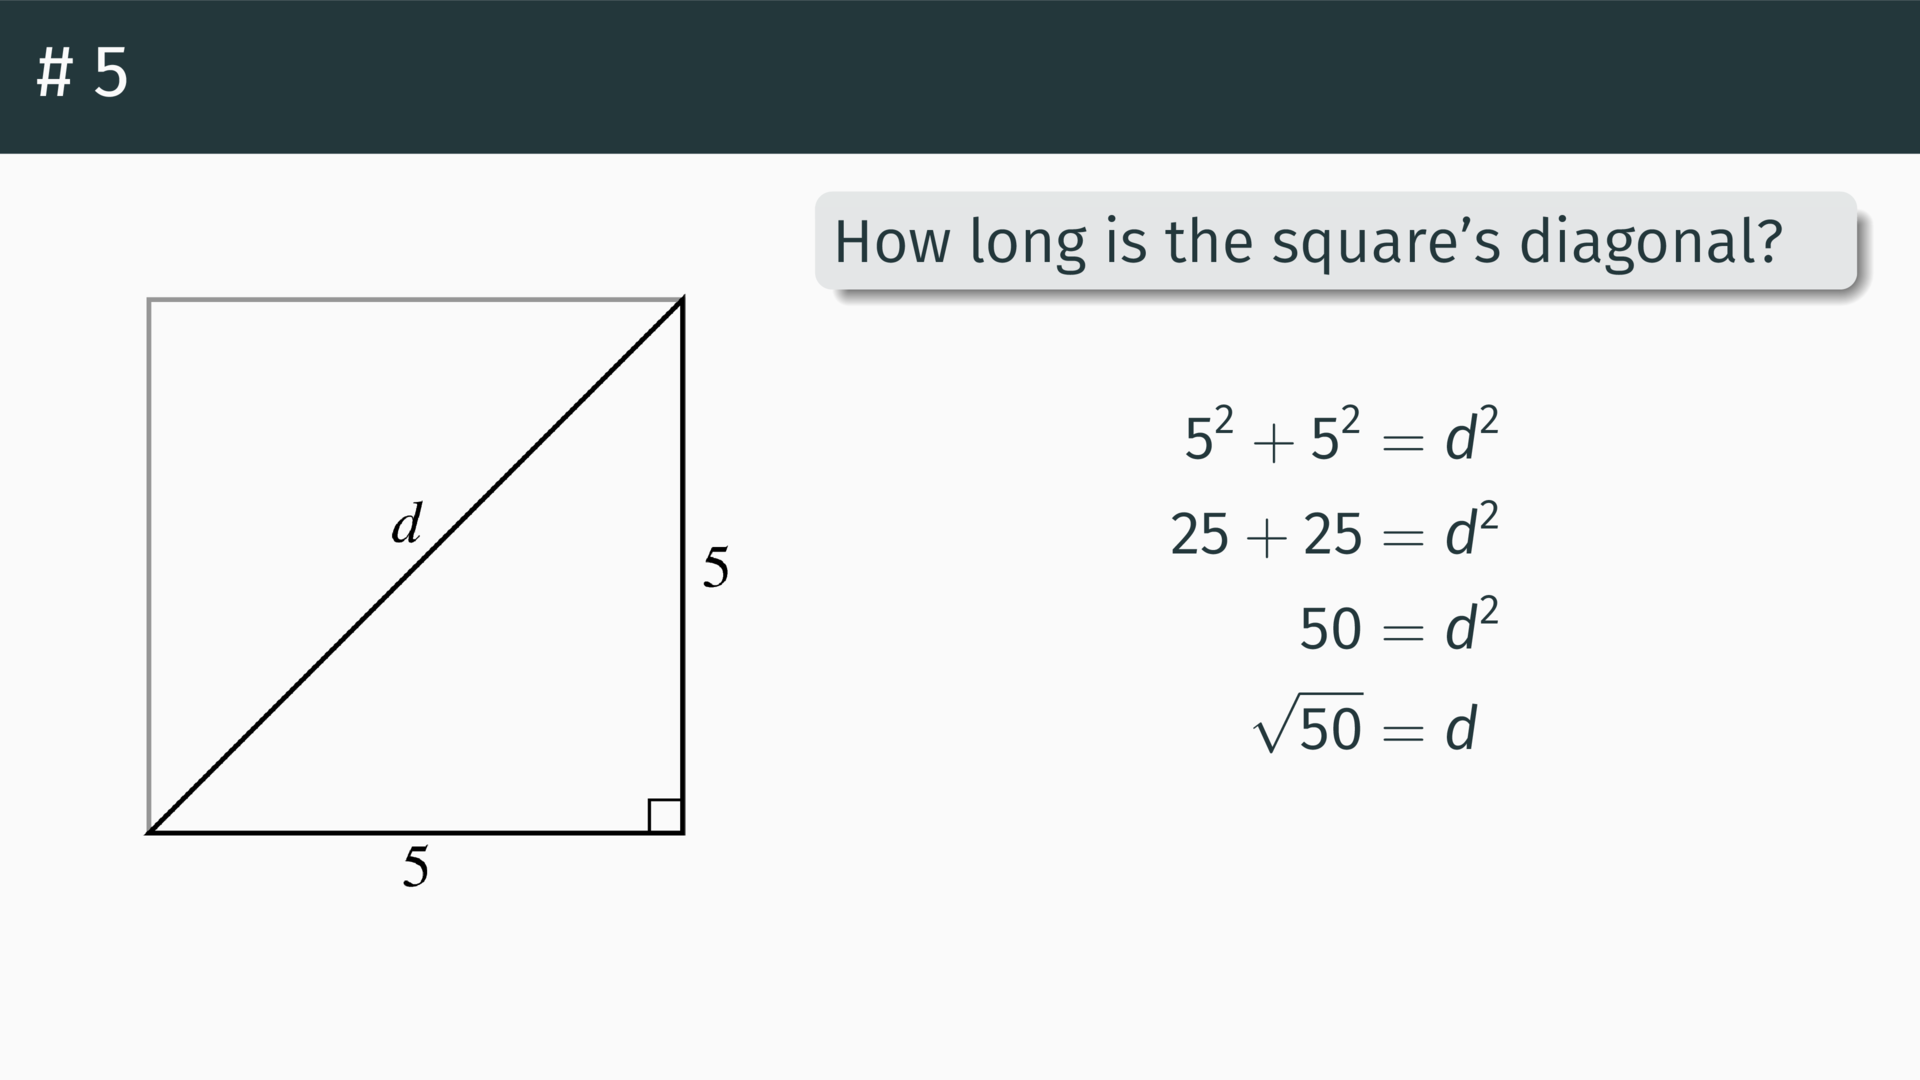 # 5
How long is the square’s diagonal?
5² + 5² = d²
25 + 25 = d²
50 = d²
√50 = d
d
5
5